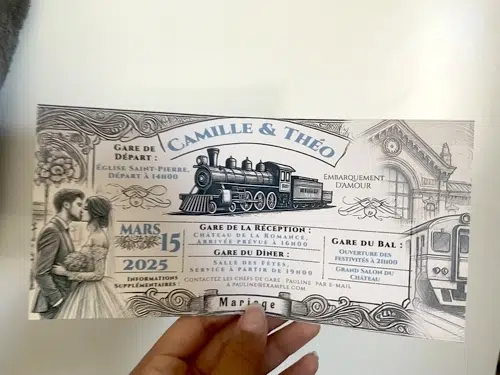 CAMILLE & THÉO
GARE DE
DÉPART :
ÉGLISE SAINT-PIERRE,
DÉPART À 14H00
EMBARQUEMENT
D'AMOUR
MARS 15
2025
INFORMATIONS
SUPPLÉMENTAIRES :
GARE DE LA RÉCEPTION :
CHÂTEAU DE LA ROMANCE,
ARRIVÉE PRÉVUE À 16H00
GARE DU DÎNER :
SALLE DES FÊTES,
SERVICE À PARTIR DE 19H00
GARE DU BAL :
OUVERTURE DES
FESTIVITÉS À 21H00
GRAND SALON DU
CHÂTEAU
CONTACTEZ LES CHEFS DE GARE : PAULINE PAR E-MAIL
À PAULINE@EXAMPLE.COM
Mariage